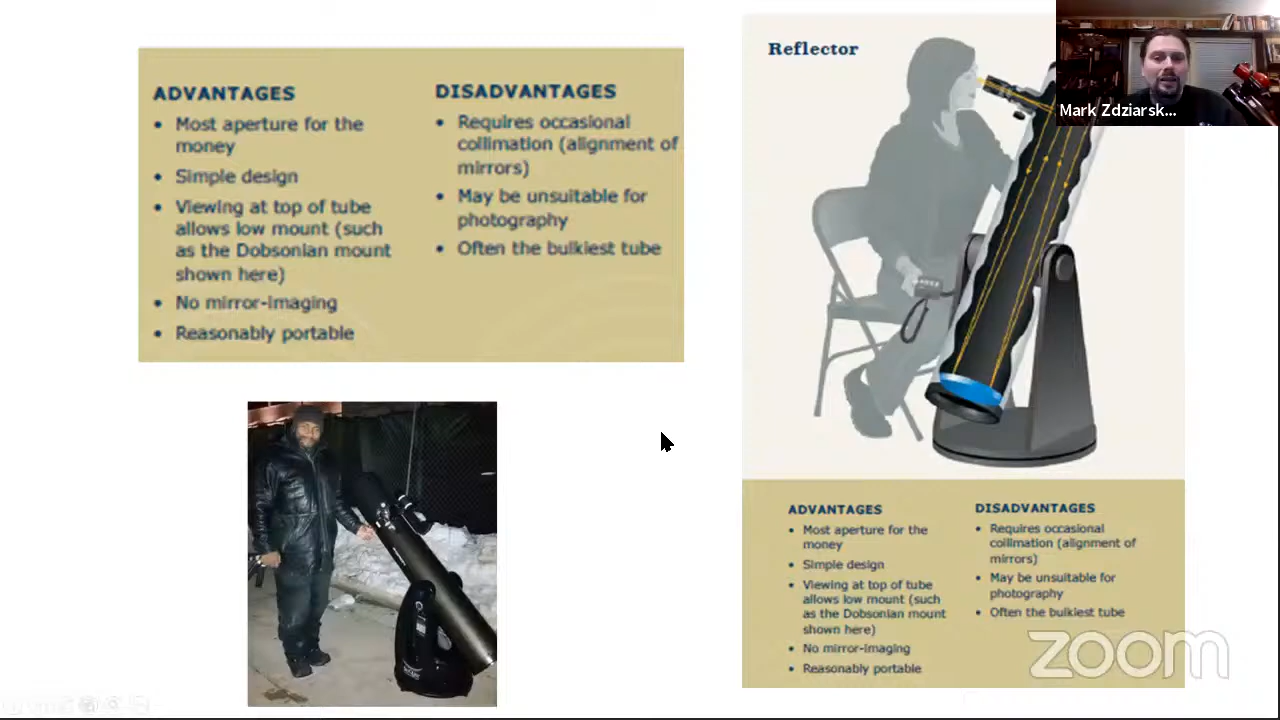 ADVANTAGES
• Most aperture for the
money
• Simple design
• Viewing at top of tube
allows low mount (such
as the Dobsonian mount
shown here)
• No mirror-imaging
• Reasonably portable
DISADVANTAGES
• Requires occasional
collimation (alignment of
mirrors)
• May be unsuitable for
photography
• Often the bulkiest tube
Reflector
Mark Zdziarsk...
ADVANTAGES
• Most aperture for the
money
• Simple design
• Viewing at top of tube
allows low mount (such
as the Dobsonian mount
shown here)
• No mirror-imaging
• Reasonably portable
DISADVANTAGES
• Requires occasional
collimation (alignment of
mirrors)
• May be unsuitable for
photography
• Often the bulkiest tube
zoom